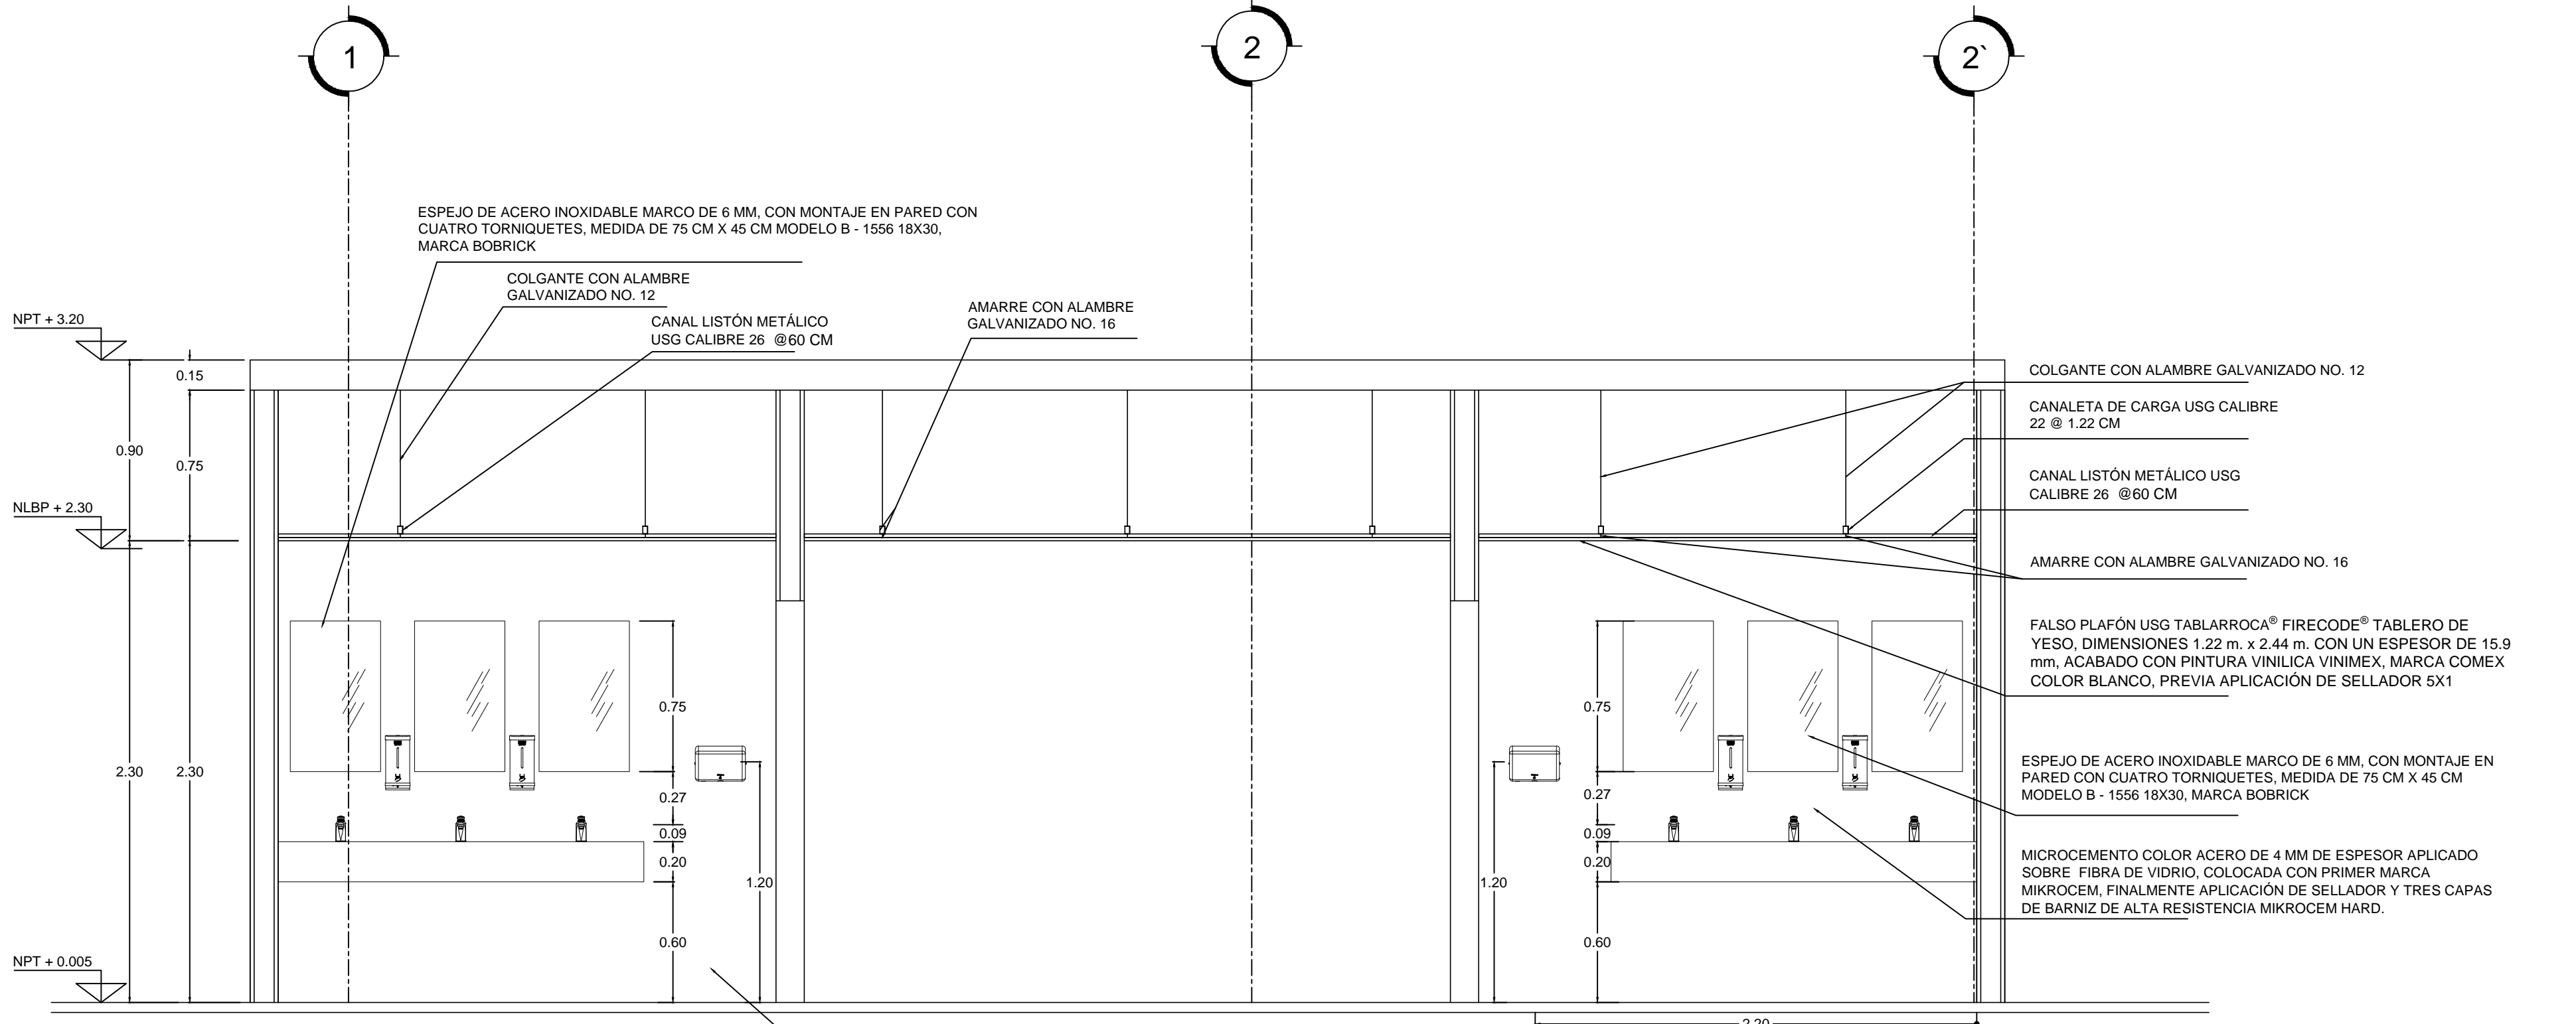 1
2
2`
ESPEJO DE ACERO INOXIDABLE MARCO DE 6 MM, CON MONTAJE EN PARED CON
CUATRO TORNIQUETES, MEDIDA DE 75 CM X 45 CM MODELO B - 1556 18X30,
MARCA BOBRICK
COLGANTE CON ALAMBRE
GALVANIZADO NO. 12
CANAL LISTÓN METÁLICO
USG CALIBRE 26 @60 CM
AMARRE CON ALAMBRE
GALVANIZADO NO. 16
NPT + 3.20
0.15
0.90
0.75
NLBP + 2.30
2.30
2.30
NPT + 0.005
0.75
0.27
0.09
0.20
0.60
1.20
1.20
0.75
0.27
0.09
0.20
0.60
2.20
COLGANTE CON ALAMBRE GALVANIZADO NO. 12
CANALETA DE CARGA USG CALIBRE
22 @ 1.22 CM
CANAL LISTÓN METÁLICO USG
CALIBRE 26 @60 CM
AMARRE CON ALAMBRE GALVANIZADO NO. 16
FALSO PLAFÓN USG TABLARROCA® FIRECODE® TABLERO DE
YESO, DIMENSIONES 1.22 m. x 2.44 m. CON UN ESPESOR DE 15.9
mm, ACABADO CON PINTURA VINILICA VINIMEX, MARCA COMEX
COLOR BLANCO, PREVIA APLICACIÓN DE SELLADOR 5X1
ESPEJO DE ACERO INOXIDABLE MARCO DE 6 MM, CON MONTAJE EN
PARED CON CUATRO TORNIQUETES, MEDIDA DE 75 CM X 45 CM
MODELO B - 1556 18X30, MARCA BOBRICK
MICROCEMENTO COLOR ACERO DE 4 MM DE ESPESOR APLICADO
SOBRE FIBRA DE VIDRIO, COLOCADA CON PRIMER MARCA
MIKROCEM, FINALMENTE APLICACIÓN DE SELLADOR Y TRES CAPAS
DE BARNIZ DE ALTA RESISTENCIA MIKROCEM HARD.